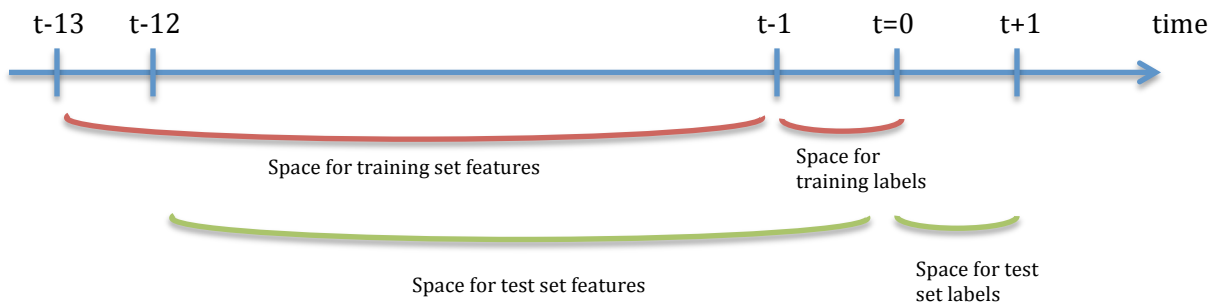 t-13 t-12 t-1 t=0 t+1 time
Space for training set features
Space for
training labels
Space for test set features
Space for test
set labels